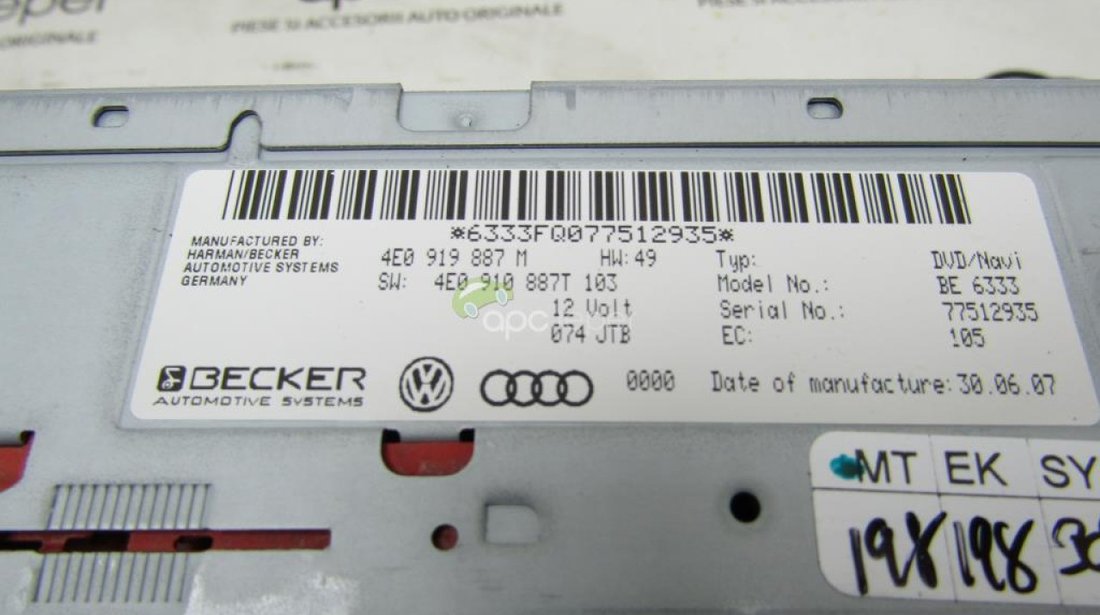 PIESE SI ACCESORII AUTO ORIGINALE
*6333FQ077512935*
MANUFACTURED BY:
HARMAN/BECKER
AUTOMOTIVE SYSTEMS
GERMANY
4E0 919 887 M HW: 49
SW: 4E0 910 887T 103
12 Volt
074 JTB
Typ: DVD/Navi
Model No.: BE 6333
Serial No.: 77512935
EC: 105
BECKER
AUTOMOTIVE SYSTEMS
0000 Date of manufacture: 30.06.07
MT EK SY
198 198